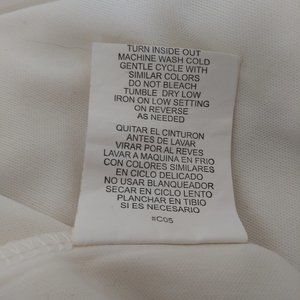 TURN INSIDE OUT
MACHINE WASH COLD
GENTLE CYCLE WITH
SIMILAR COLORS
DO NOT BLEACH
TUMBLE DRY LOW
IRON ON LOW SETTING
ON REVERSE
AS NEEDED
QUITAR EL CINTURON
ANTES DE LAVAR
VIRAR POR AL REVES
LAVAR A MAQUINA EN FRIO
CON COLORES SIMILARES
EN CICLO DELICADO
NO USAR BLANQUEADOR
SECAR EN CICLO LENTO
PLANCHAR EN TIBIO
SI ES NECESARIO
#C05